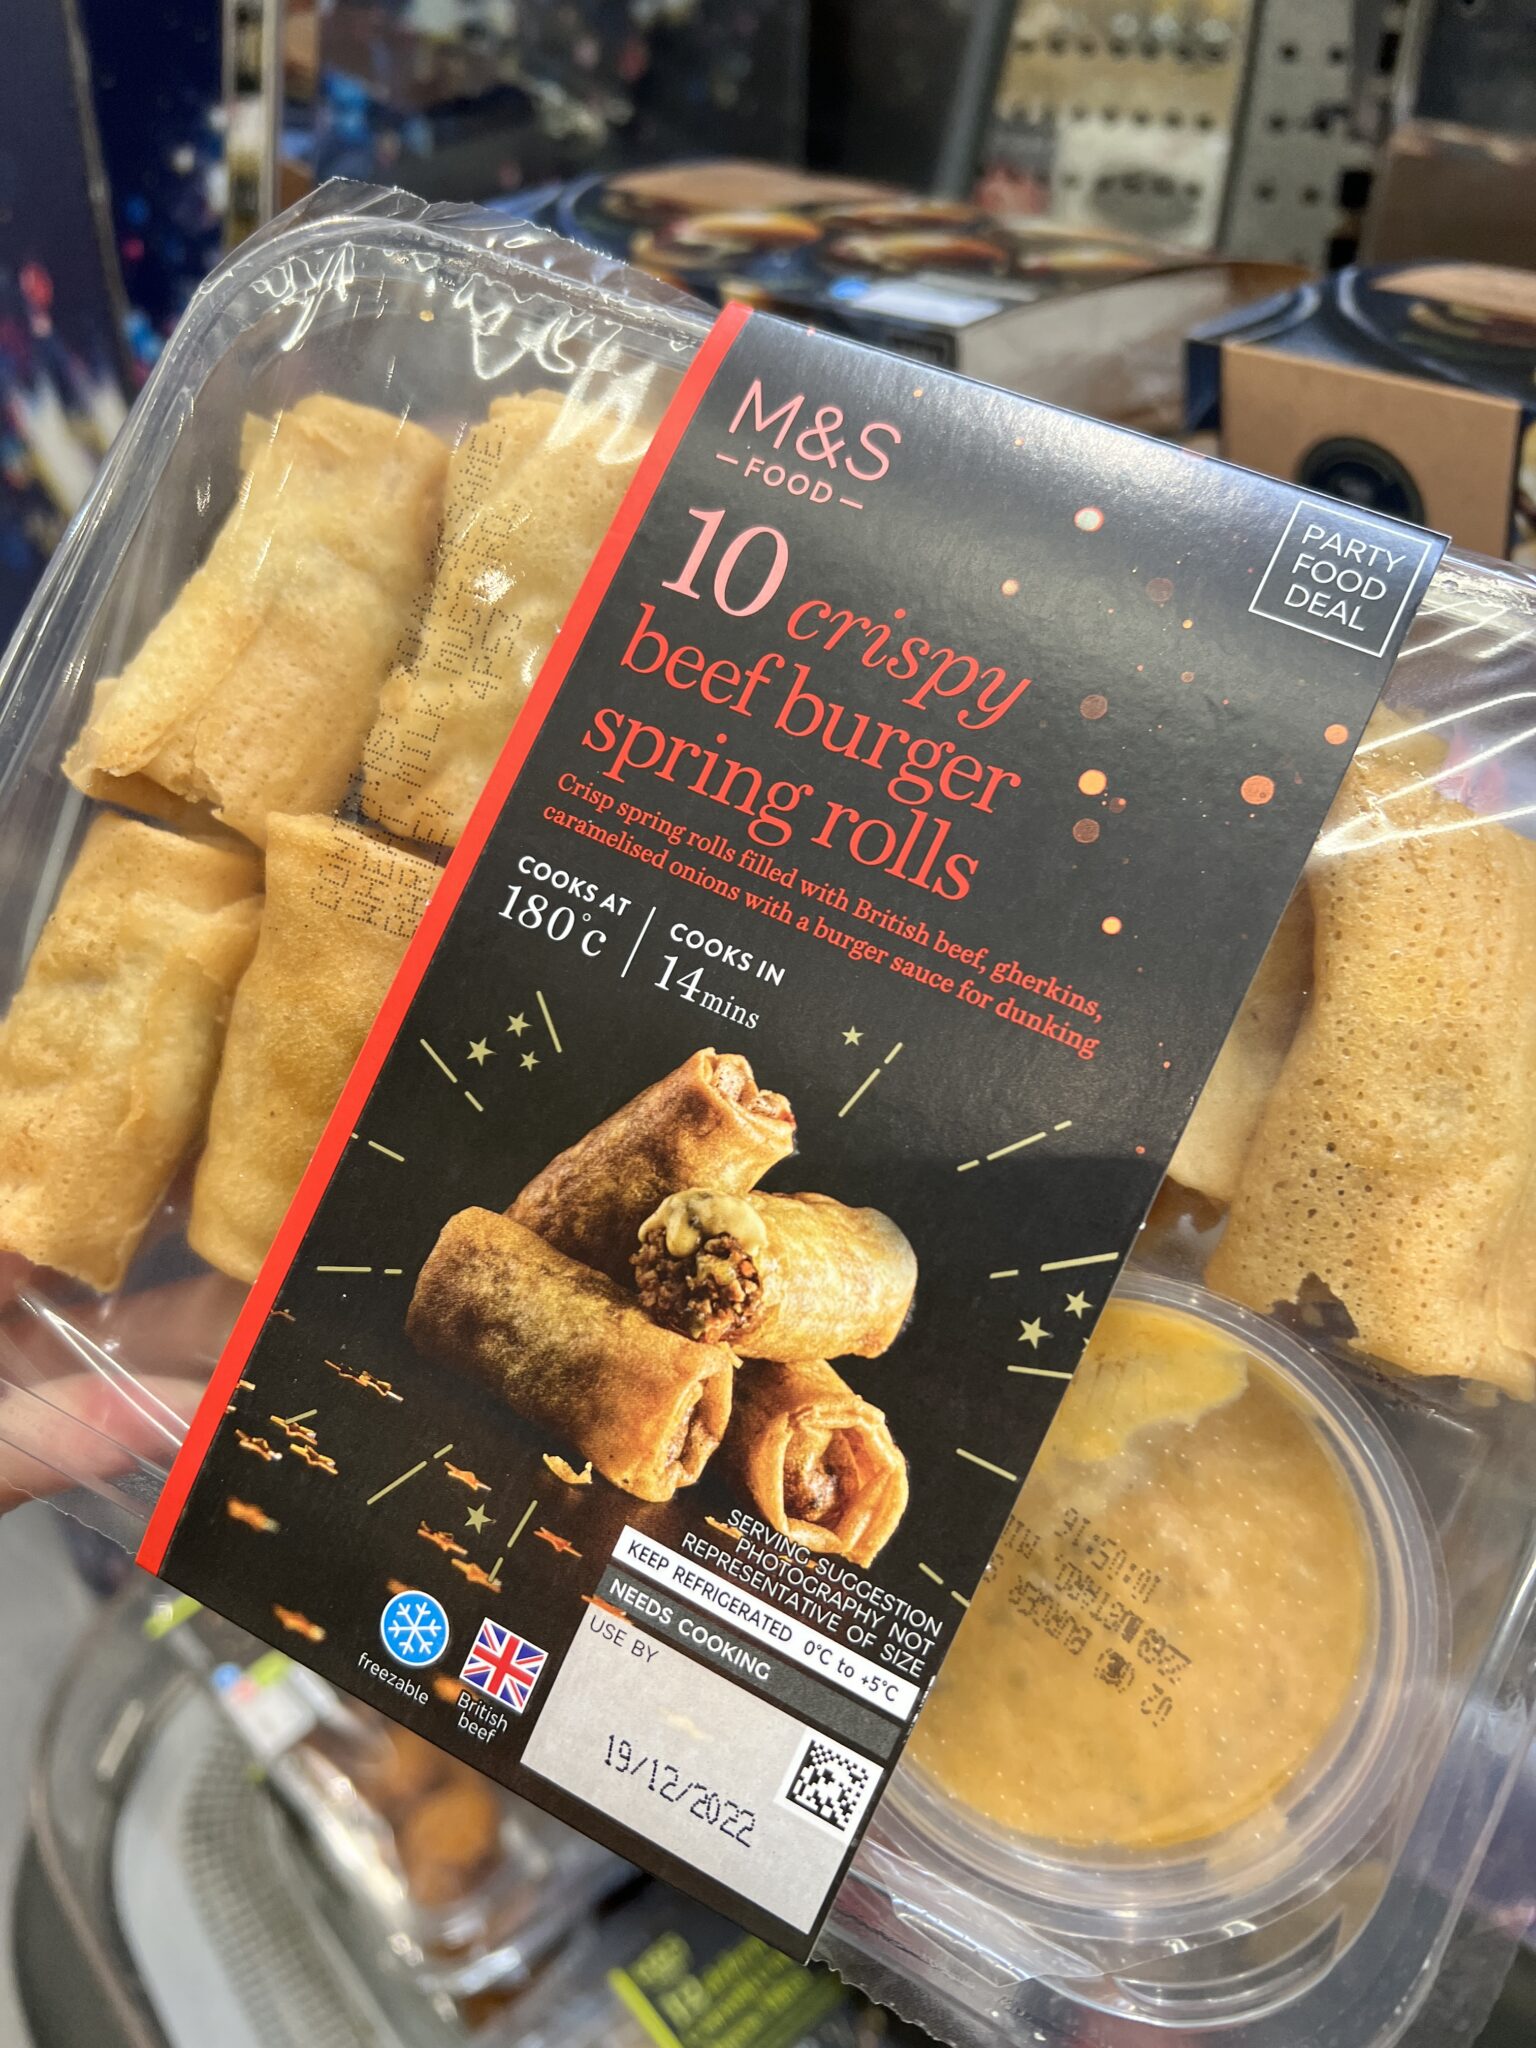 M&S
FOOD
10 crispy
beef burger
spring rolls
Crisp spring rolls filled with British beef, gherkins,
caramelised onions with a burger sauce for dunking
COOKS AT
180°C
COOKS IN
14mins
PARTY
FOOD
DEAL
SERVING SUGGESTION
PHOTOGRAPHY NOT
REPRESENTATIVE OF SIZE
KEEP REFRIGERATED 0°C to +5°C
NEEDS COOKING
USE BY
19/12/2022
freezable
British
beef